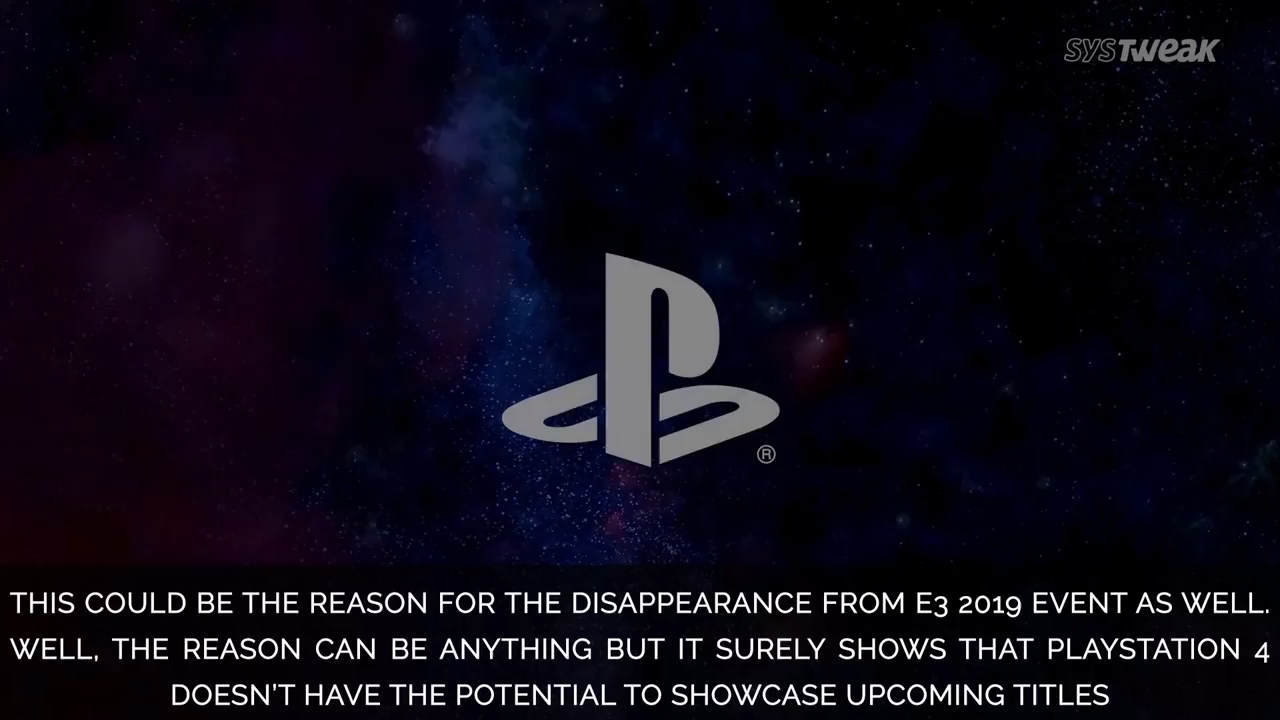 SYSTWEAK
®
THIS COULD BE THE REASON FOR THE DISAPPEARANCE FROM E3 2019 EVENT AS WELL.
WELL, THE REASON CAN BE ANYTHING BUT IT SURELY SHOWS THAT PLAYSTATION 4
DOESN'T HAVE THE POTENTIAL TO SHOWCASE UPCOMING TITLES